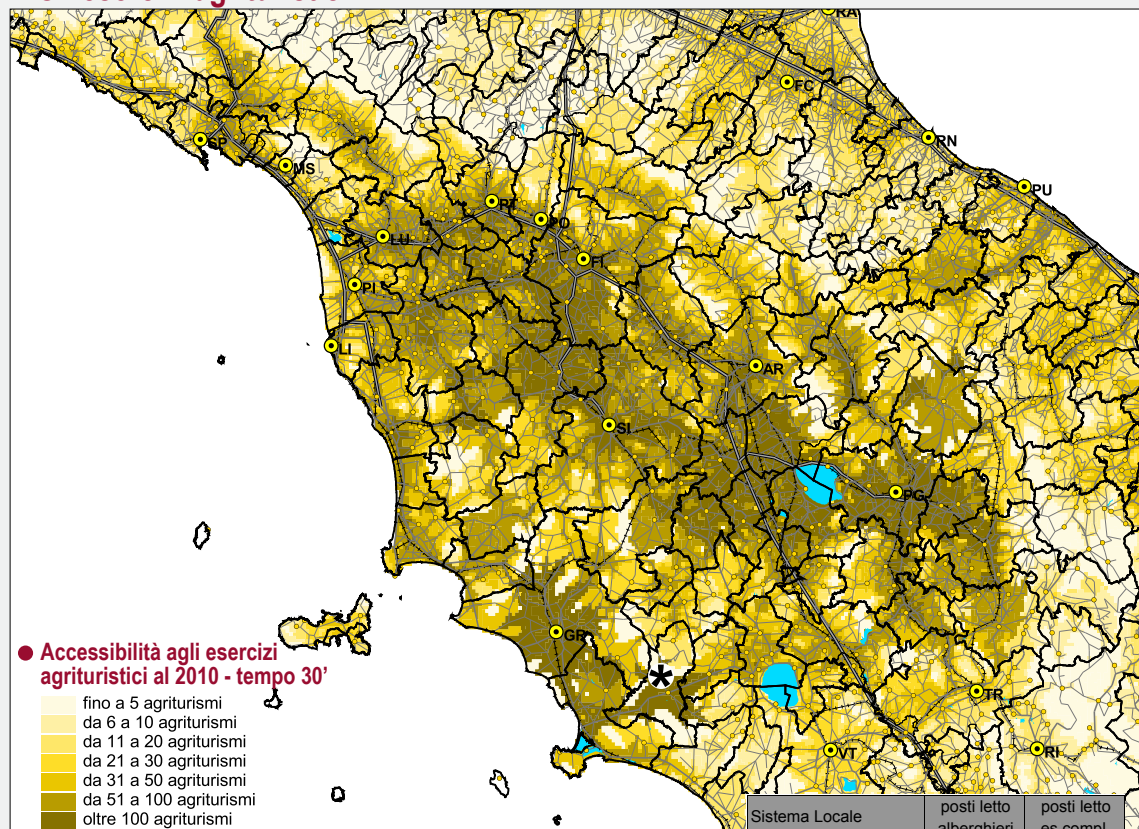 RA
FC
RN
SP
MS
PU
PT
PO
LU
FI
PI
LI
AR
SI
PG
GR
*
TR
VT
RI
Accessibilità agli esercizi
agrituristici al 2010 - tempo 30’
fino a 5 agriturismi
da 6 a 10 agriturismi
da 11 a 20 agriturismi
da 21 a 30 agriturismi
da 31 a 50 agriturismi
da 51 a 100 agriturismi
oltre 100 agriturismi
Sistema Locale
posti letto
alberghieri
posti letto
es.compl.